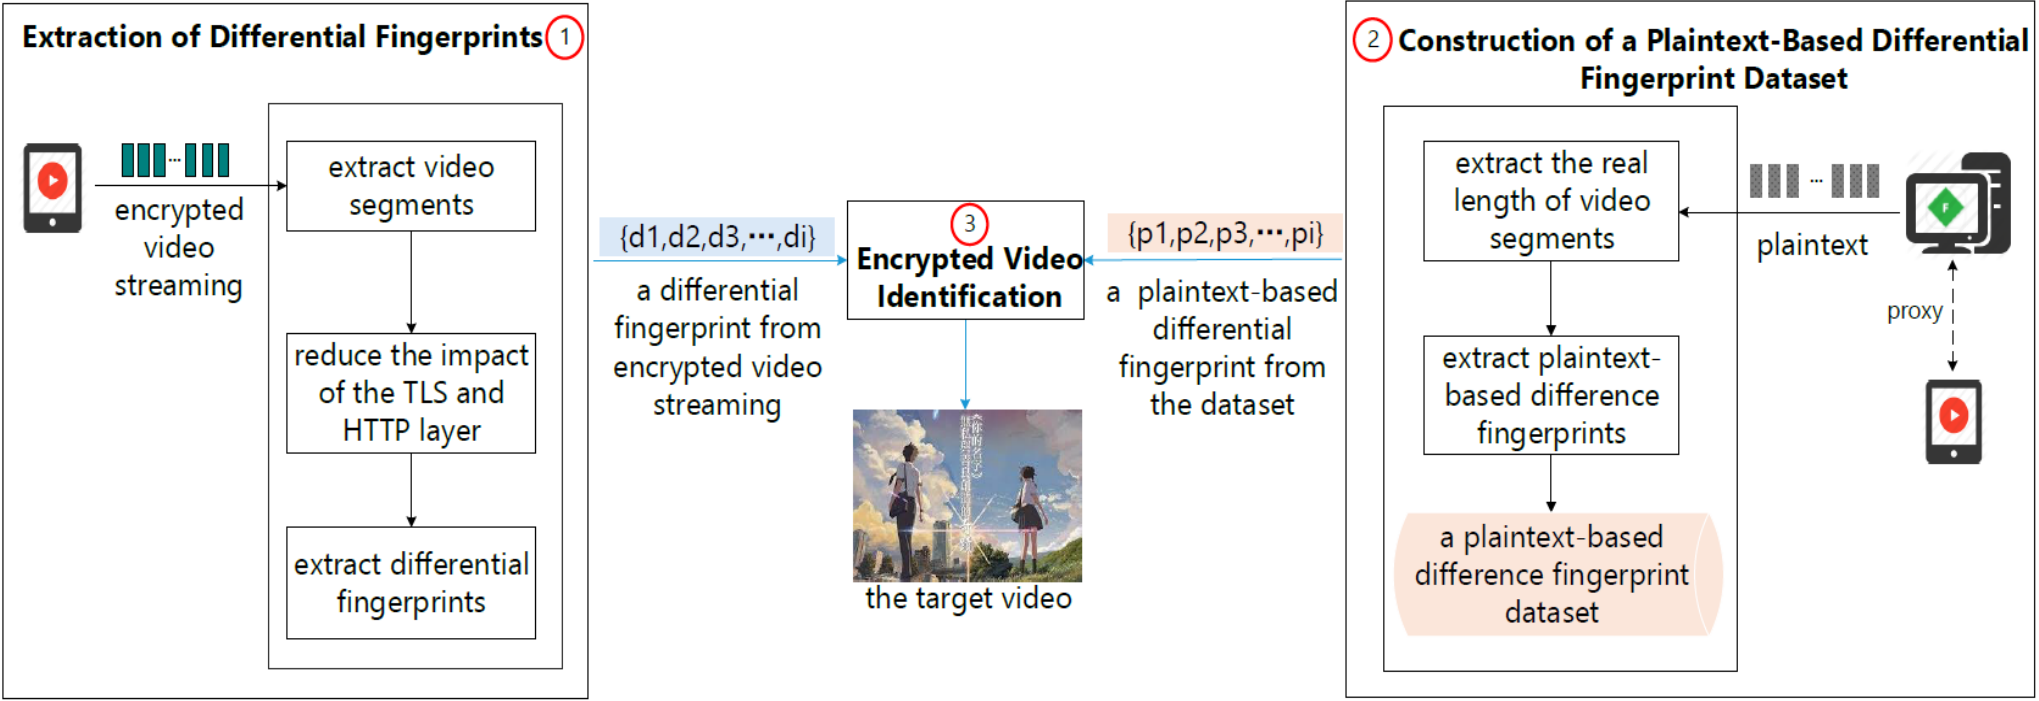 Extraction of Differential Fingerprints 1
encrypted
video
streaming
extract video
segments
reduce the impact
of the TLS and
HTTP layer
extract differential
fingerprints
{d1,d2,d3,···,di}
a differential
fingerprint from
encrypted video
streaming
3
Encrypted Video
Identification
{p1,p2,p3,···,pi}
a plaintext-based
differential
fingerprint from
the dataset
《你的名字》
the target video
2 Construction of a Plaintext-Based Differential
Fingerprint Dataset
extract the real
length of video
segments
plaintext
F
proxy
extract plaintext-
based difference
fingerprints
a plaintext-based
difference fingerprint
dataset